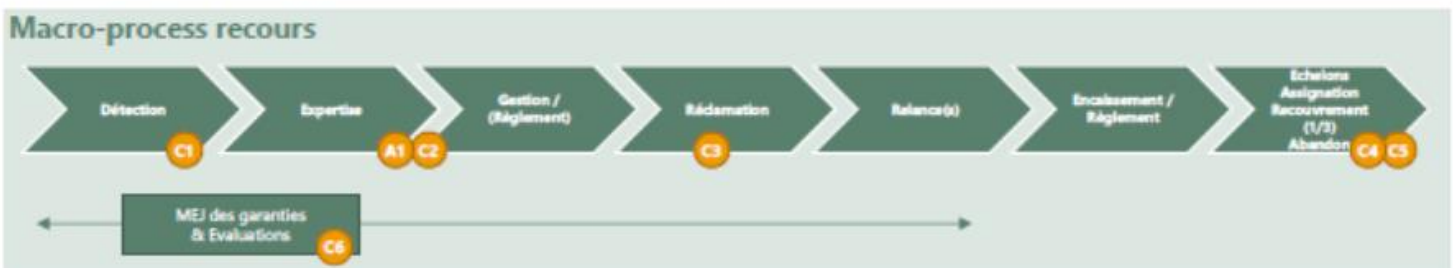 Macro-process recours
Détection
C1
Expertise
A1
C2
Gestion /
(Règlement)
Réclamation
C3
Relance(s)
Encaissement /
Règlement
Echelons
Assignation
Recouvrement
(1/3)
Abandon
C4
C5
MEJ des garanties
& Evaluations
C6